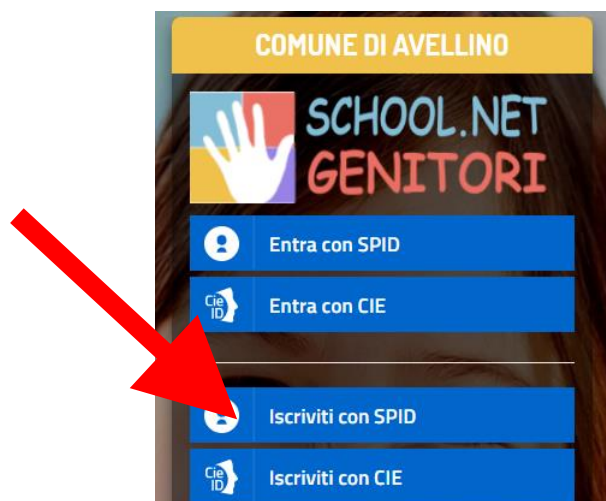 COMUNE DI AVELLINO
SCHOOL.NET
GENITORI
Entra con SPID
Cie
ID
Entra con CIE
Iscriviti con SPID
Cie
ID
Iscriviti con CIE